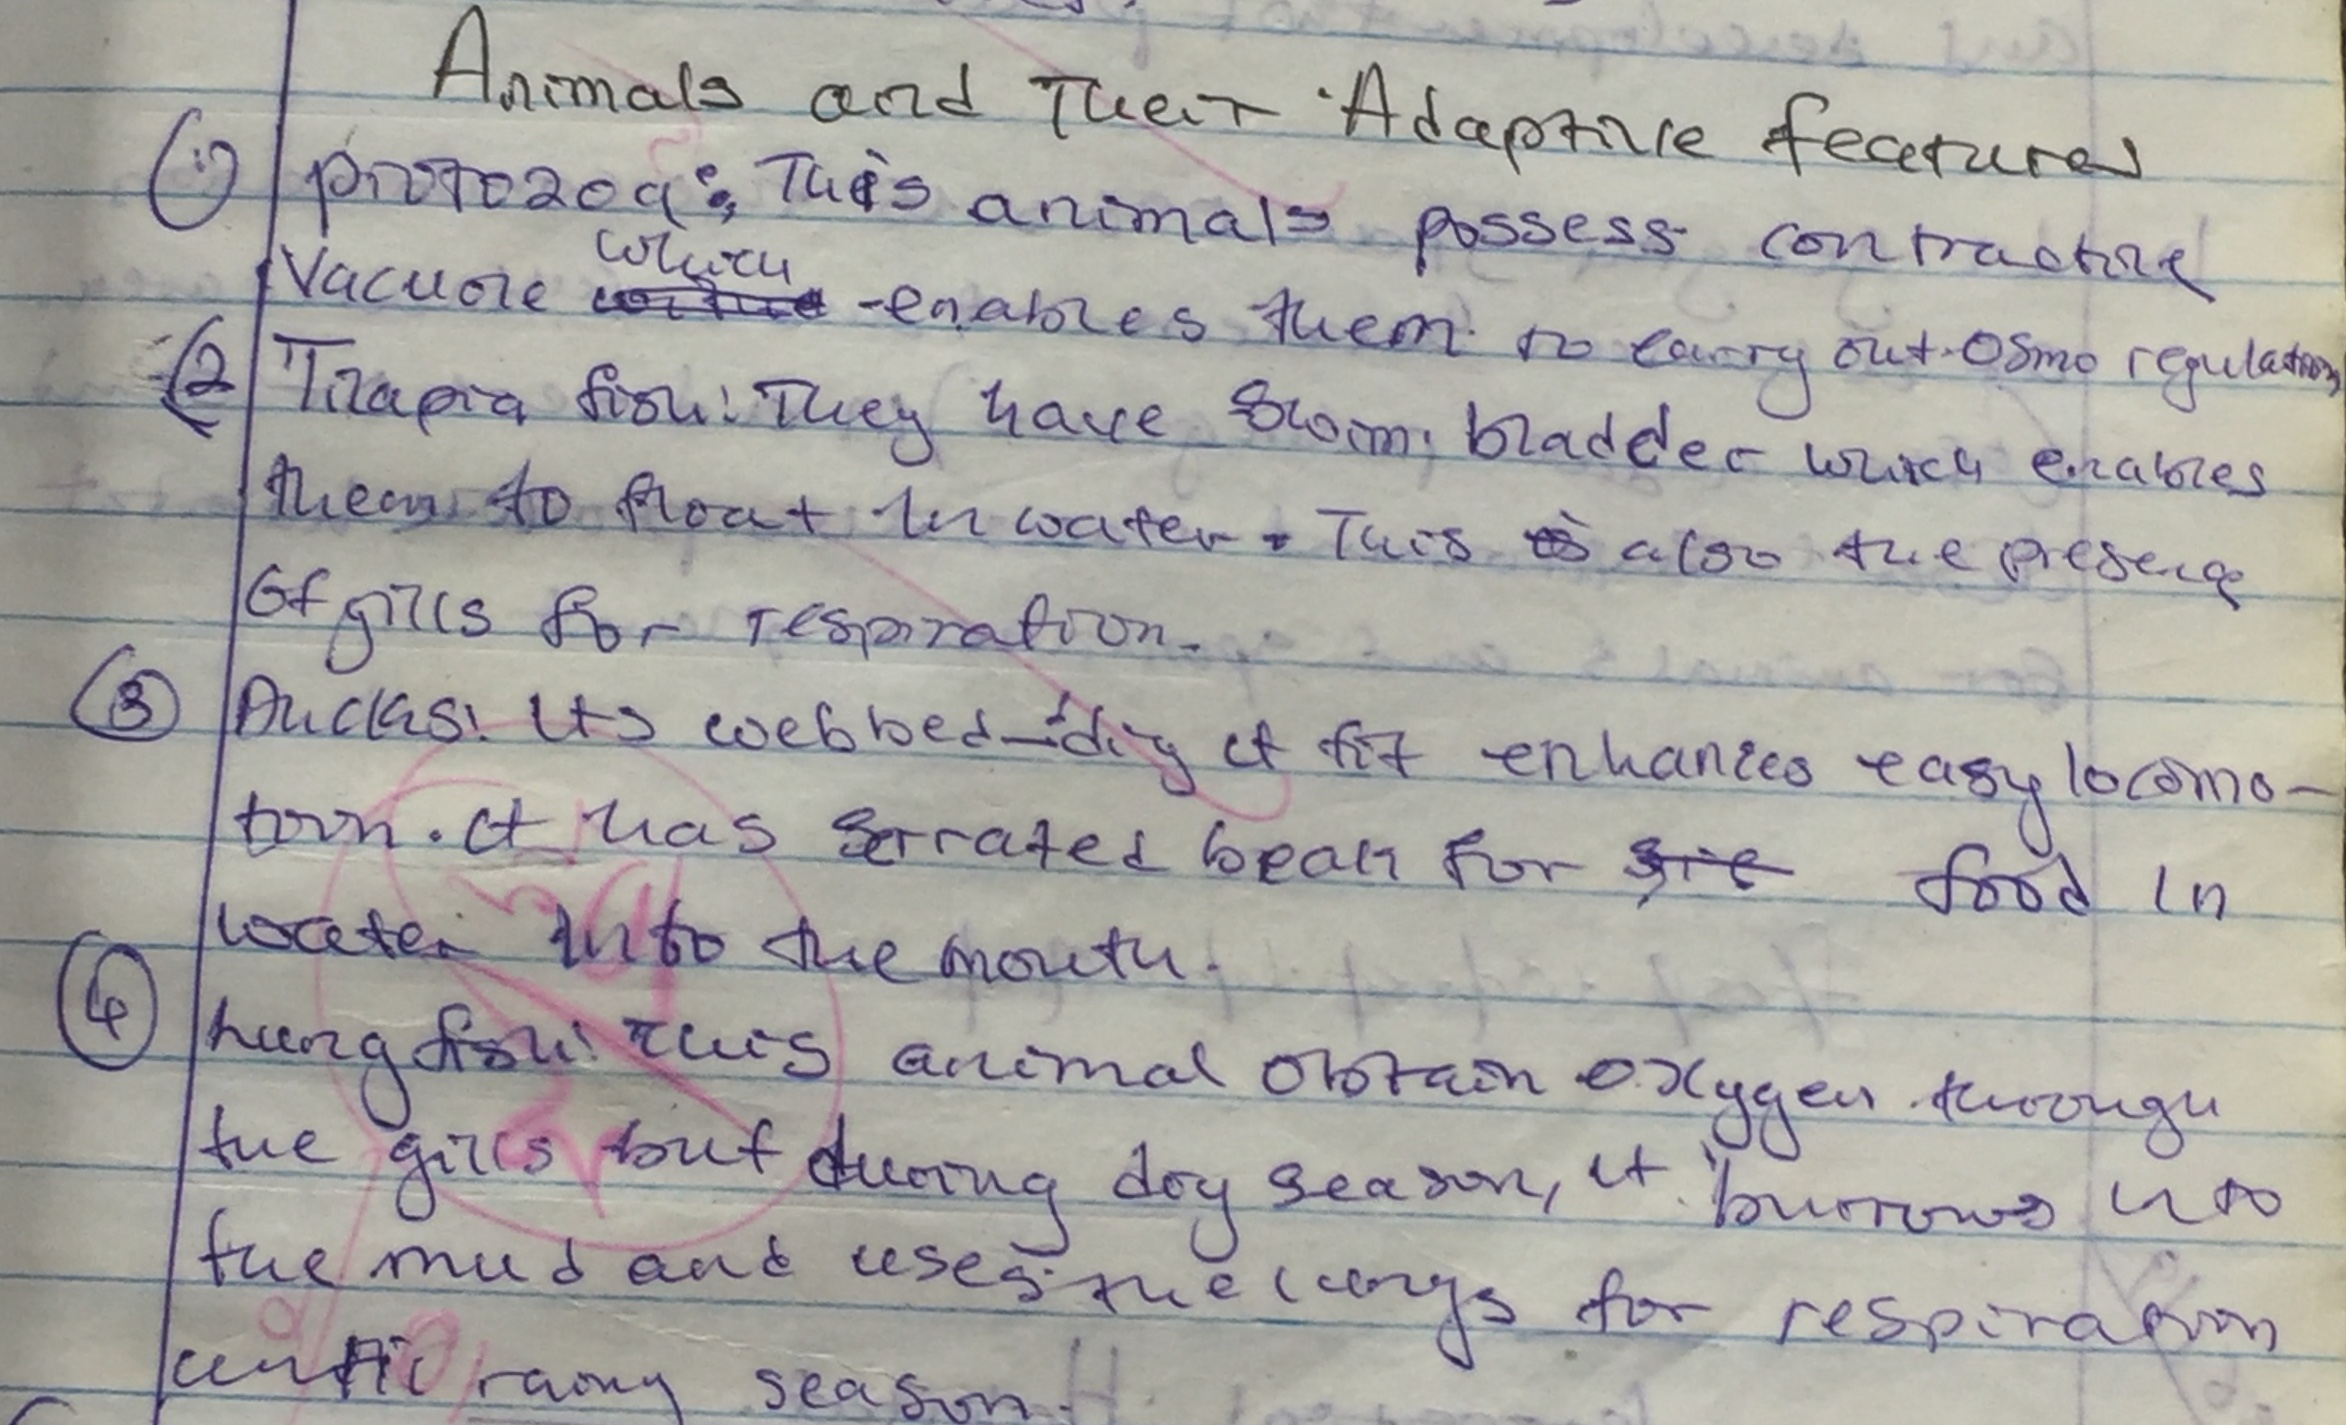 Animals and Their Adaptive features
(1) protozoa: This animals possess contractile
Vacuole which enables them to carry out Osmo regulation
(2) Tilapia fish: They have Swim bladder which enables
them to float in water. This is also the presence
Of gills for respiration.
(3) Ducks: Its webbed enhances easy locomo-
tion. It has Serrated beak for food in
water into the mouth.
(4) Lung fish: This animal obtain oxygen through
the gills but during dry season, it burrows into
the mud and uses the lungs for respiration
until rainy season.